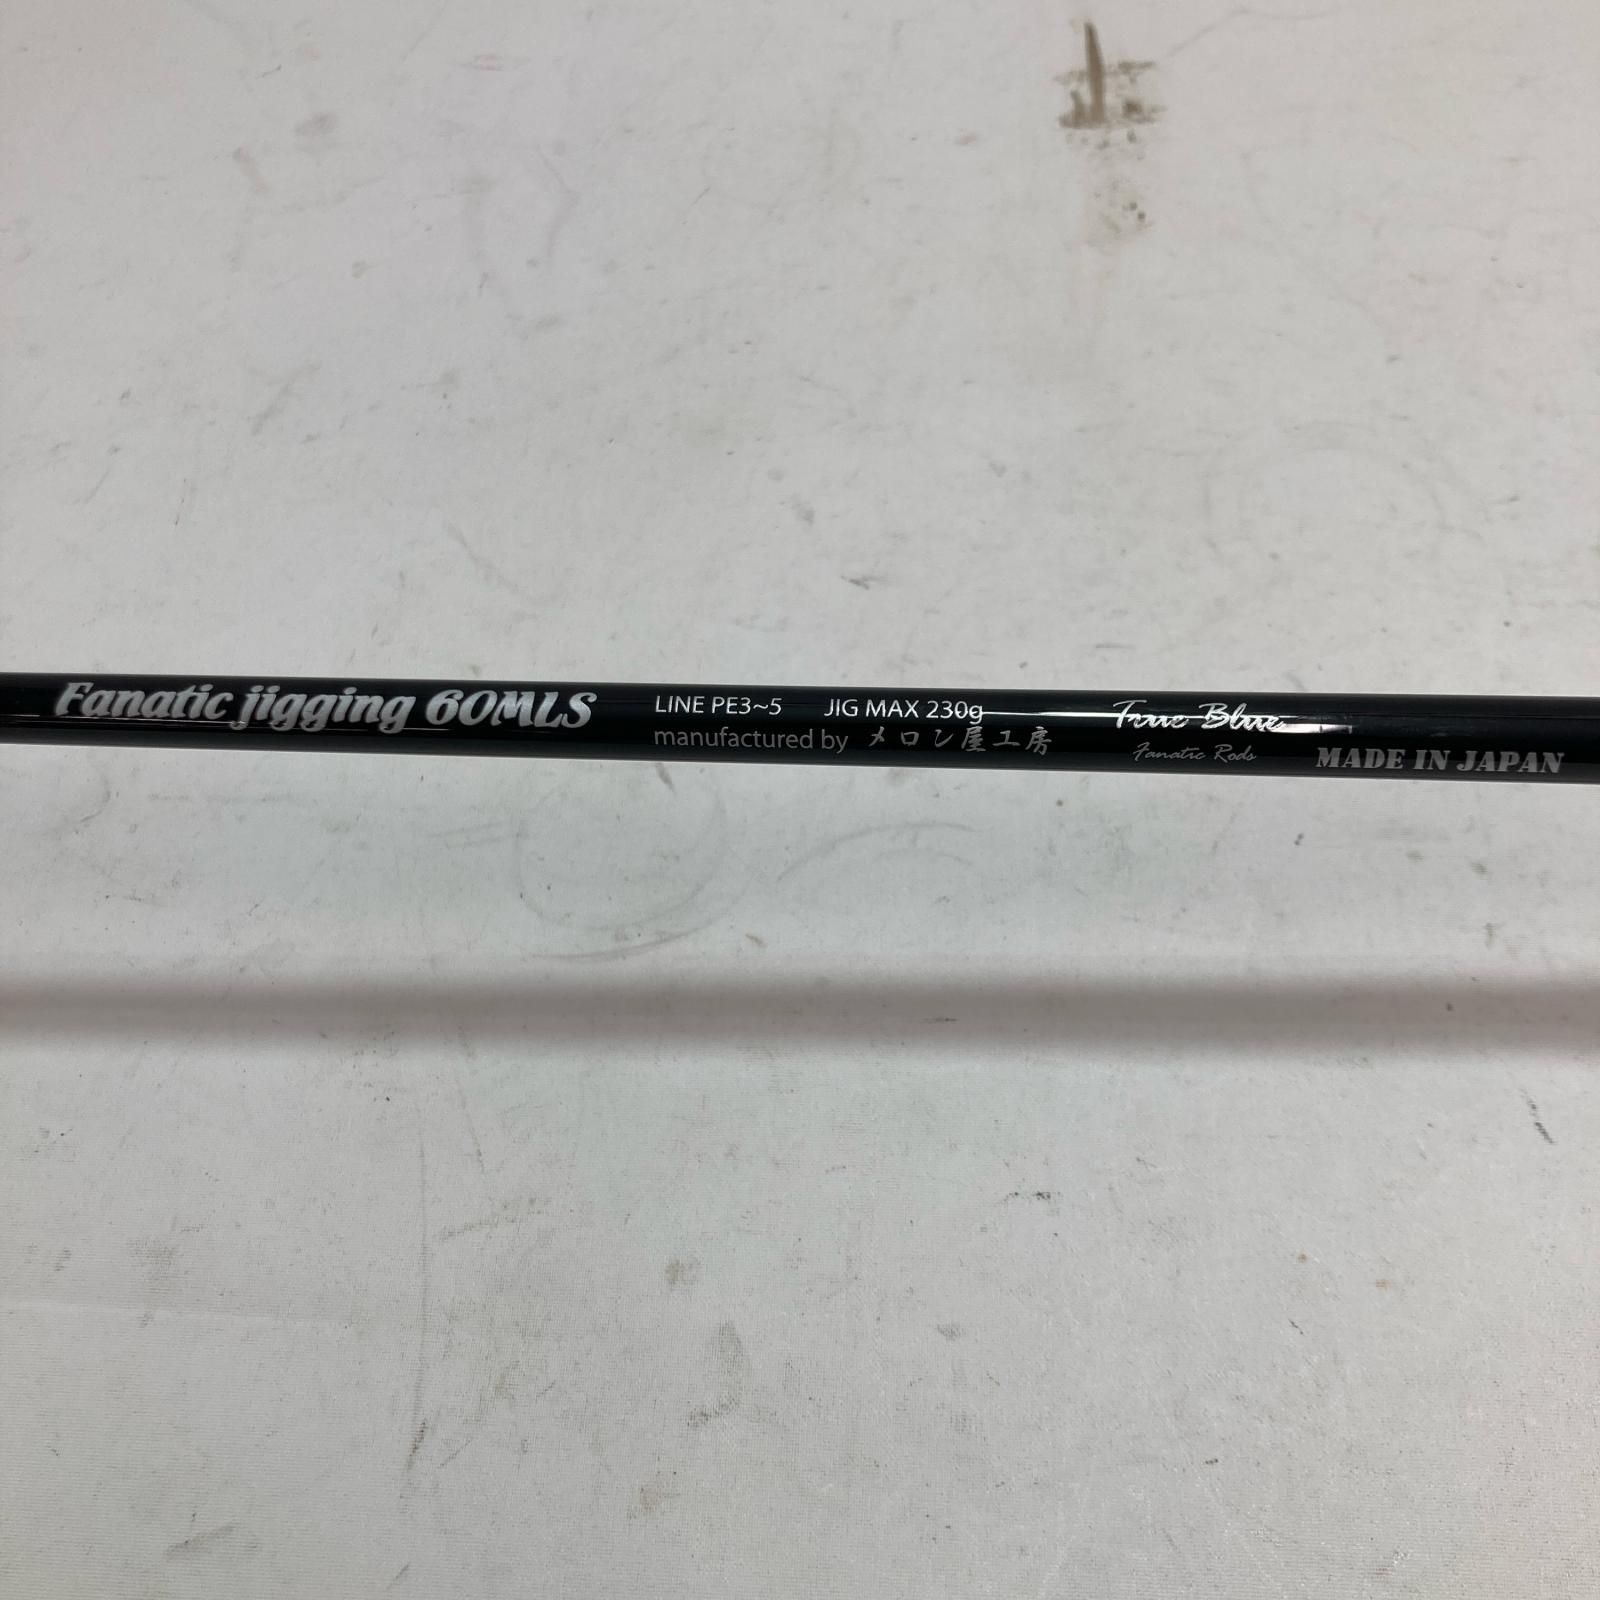 Fanatic jigging 60MLS
LINE PE3~5 JIG MAX 230g
manufactured by メロン屋工房
True Blue
Fanatic Rods
MADE IN JAPAN